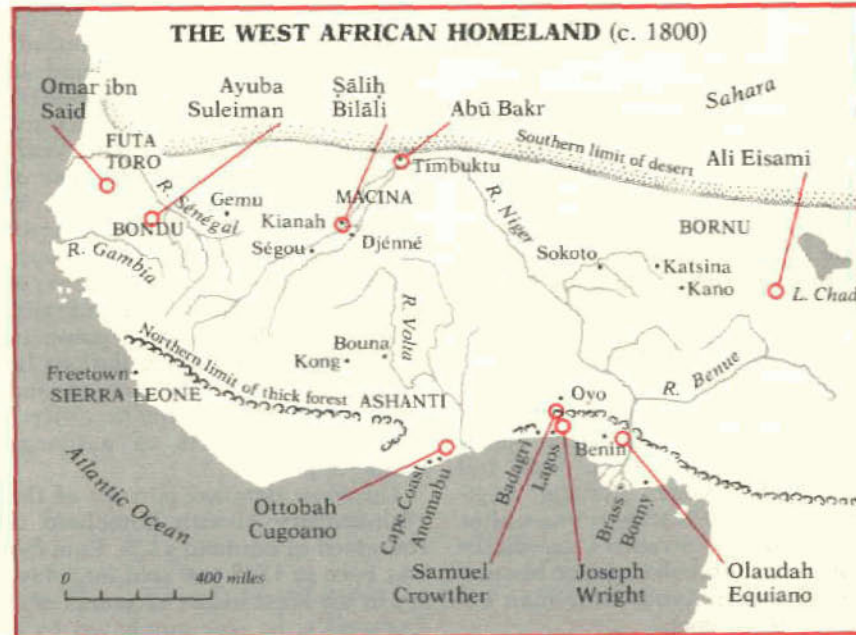 THE WEST AFRICAN HOMELAND (c. 1800)
Omar ibn
Said
Ayuba
Suleiman
Ṣāliḥ
Bilāli
Abū Bakr
Sahara
Southern limit of desert
Ali Eisami
FUTA
TORO
Timbuktu
R. Sénégal
Gemu
MACINA
R. Niger
BONDU
Kianah
BORNU
Djénné
Ségou
R. Gambia
Sokoto
Katsina
Kano
L. Chad
R. Volta
Bouna
Kong
Northern limit of thick forest
Freetown
SIERRA LEONE
ASHANTI
Oyo
R. Benue
Benin
Badagri
Lagos
Atlantic Ocean
Cape Coast
Anomabu
Brass
Bonny
Ottobah
Cugoano
0 400 miles
Samuel
Crowther
Joseph
Wright
Olaudah
Equiano